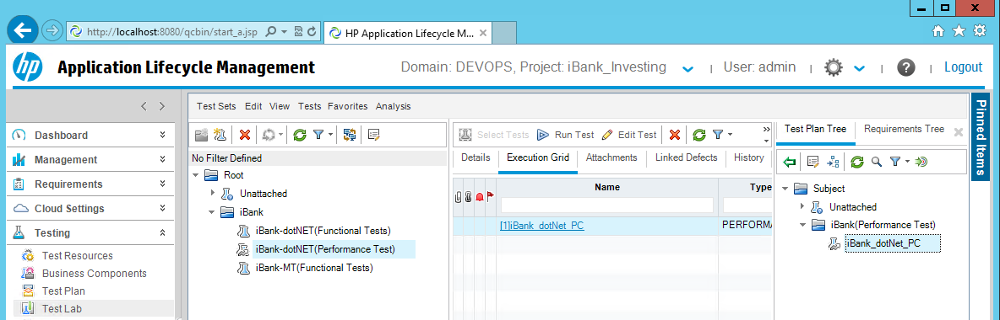 http://localhost:8080/qcbin/start_a.jsp
HP Application Lifecycle M...
hp Application Lifecycle Management
Domain: DEVOPS, Project: iBank_Investing
User: admin
Logout
Dashboard
Management
Requirements
Cloud Settings
Testing
Test Resources
Business Components
Test Plan
Test Lab
Test Sets Edit View Tests Favorites Analysis
No Filter Defined
Root
Unattached
iBank
iBank-dotNET(Functional Tests)
iBank-dotNET(Performance Test)
iBank-MT(Functional Tests)
Select Tests Run Test Edit Test
Details Execution Grid Attachments Linked Defects History
Name Type
[1]iBank_dotNet_PC PERFORMA
Test Plan Tree Requirements Tree
Subject
Unattached
iBank(Performance Test)
iBank_dotNet_PC
Pinned Items